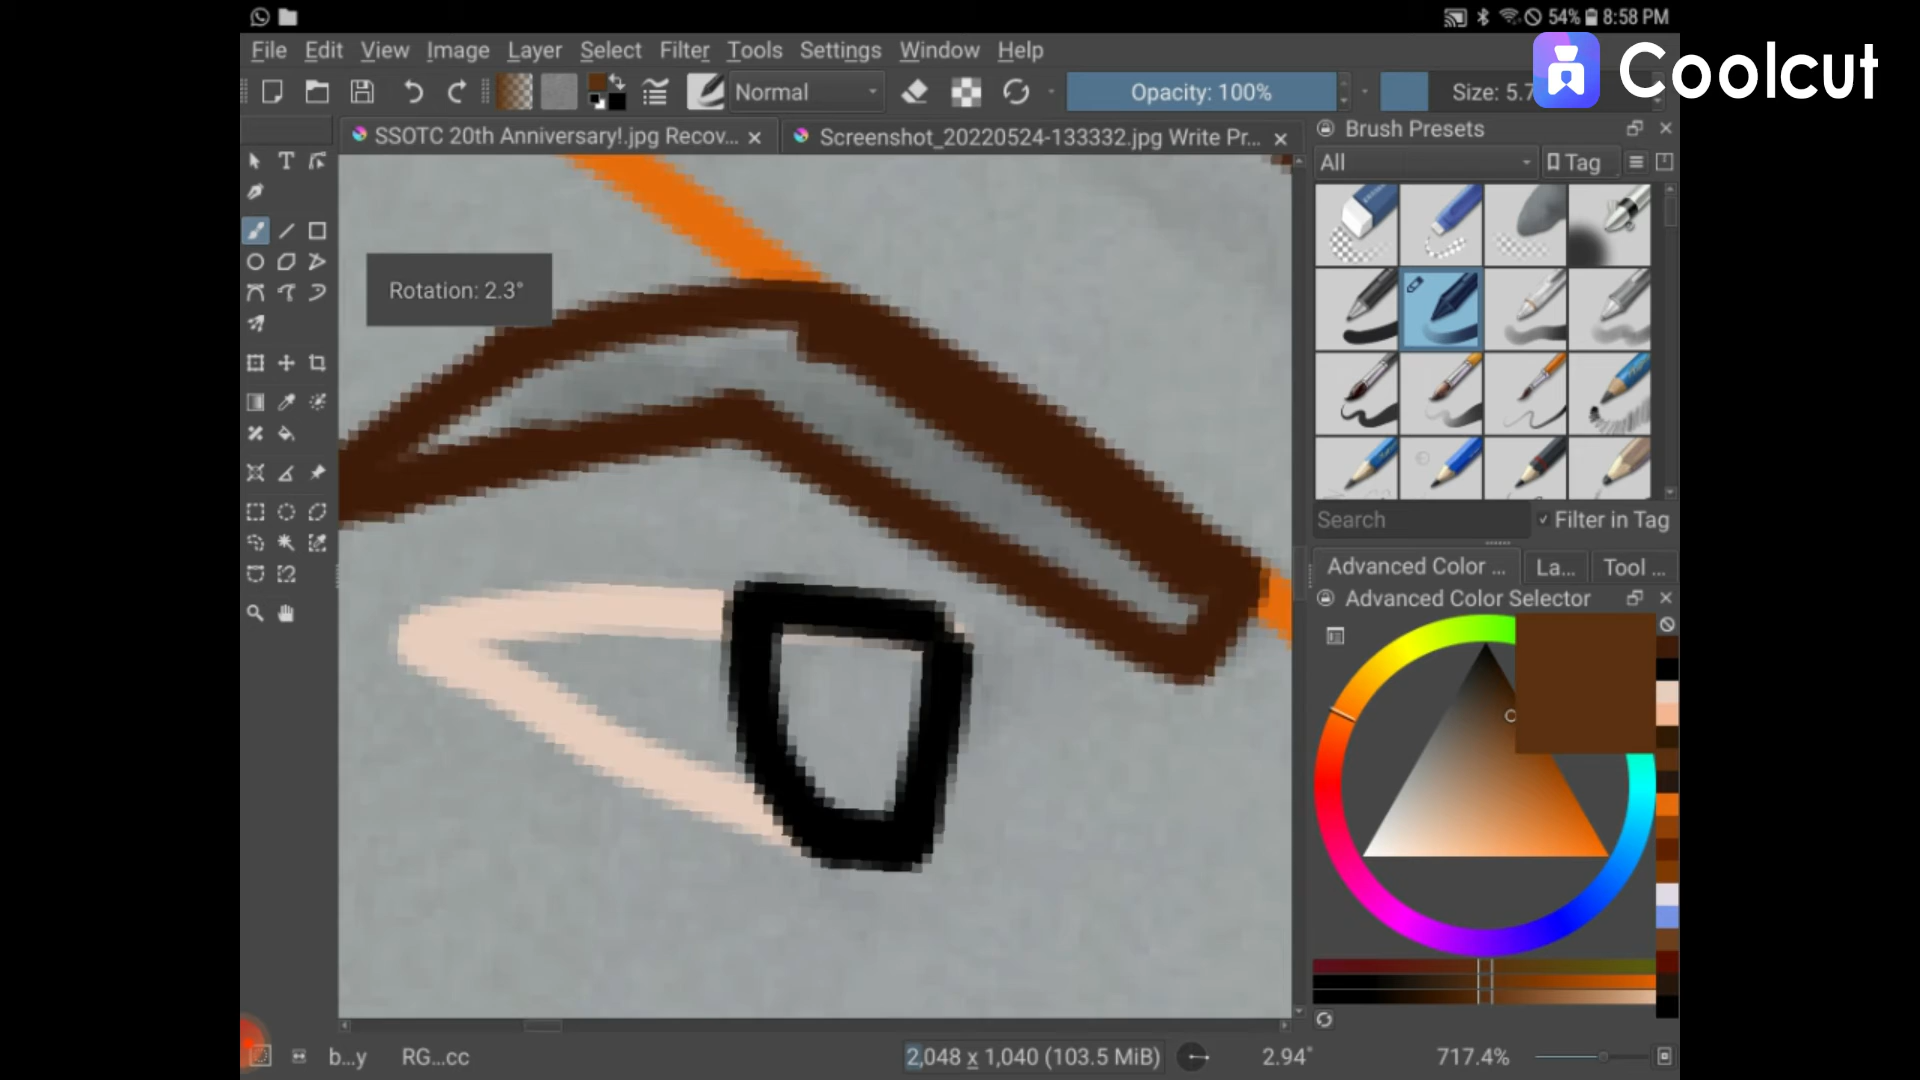 54% 8:58 PM
Coolcut
File Edit View Image Layer Select Filter Tools Settings Window Help
Normal
Opacity: 100%
Size: 5.7
SSOTC 20th Anniversary!.jpg Recov...
Screenshot_20220524-133332.jpg Write Pr...
Brush Presets
All
Tag
Rotation: 2.3°
Search
Filter in Tag
Advanced Color ...
La...
Tool ...
Advanced Color Selector
b...y
RG...cc
2,048 x 1,040 (103.5 MiB)
2.94°
717.4%